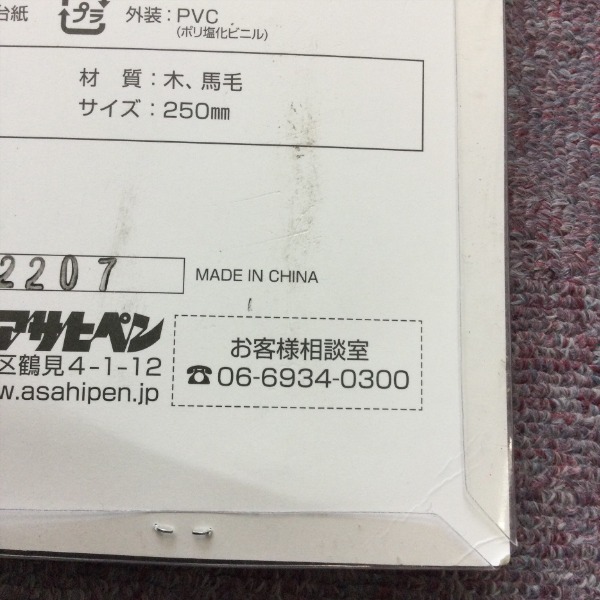 台紙
プラ
外装：PVC
(ポリ塩化ビニル)
材　質：木、馬毛
サイズ：250㎜
2207
MADE IN CHINA
アサヒペン
区鶴見4-1-12
w.asahipen.jp
お客様相談室
☎06-6934-0300